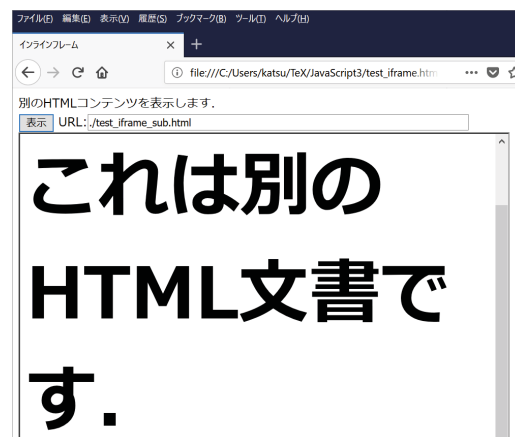 ファイル(F) 編集(E) 表示(V) 履歴(S) ブックマーク(B) ツール(T) ヘルプ(H)
インラインフレーム
file:///C:/Users/katsu/TeX/JavaScript3/test_iframe.htm
別のHTMLコンテンツを表示します.
表示 URL: ./test_iframe_sub.html
これは別の
HTML文書で
す.